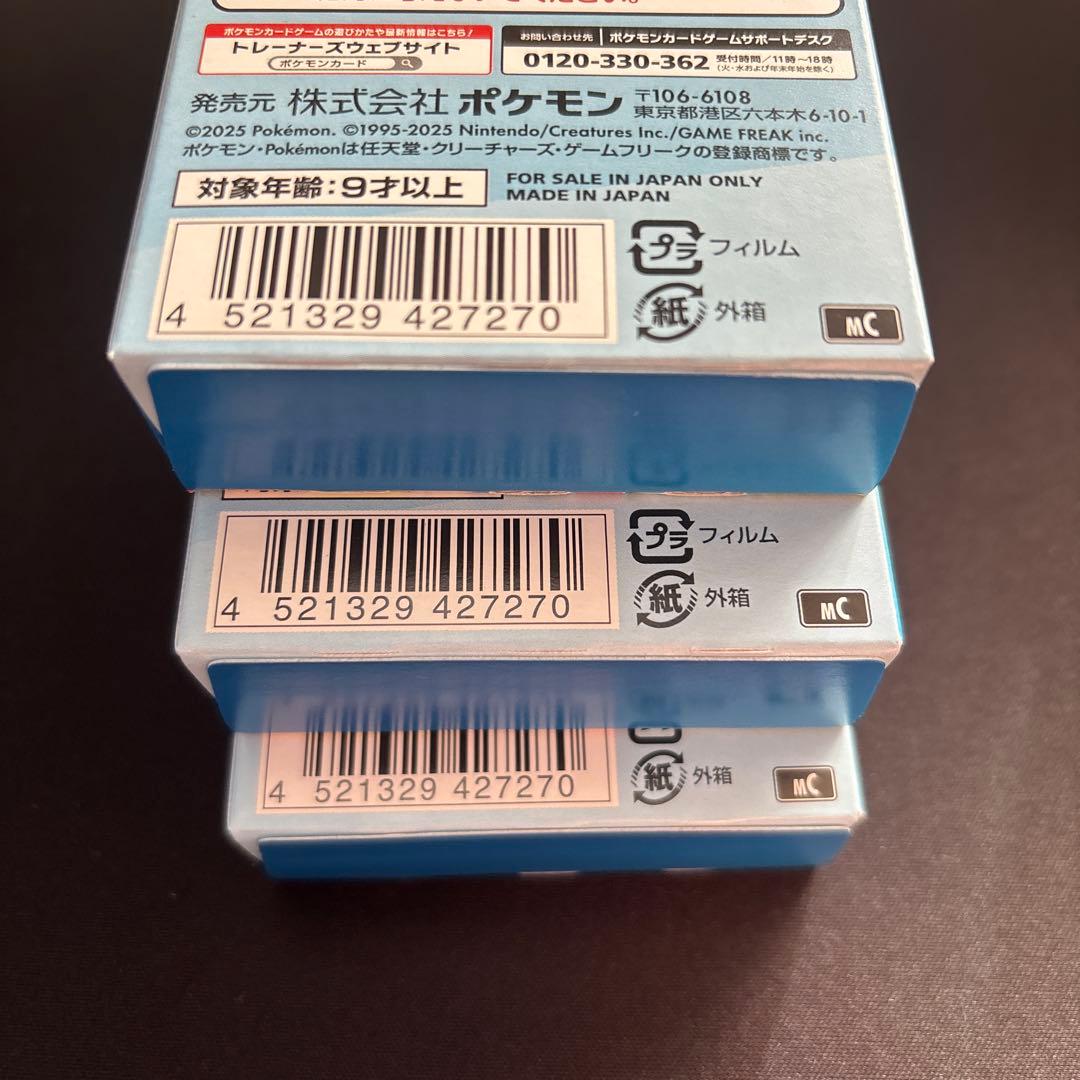 ポケモンカードゲームの遊びかたや最新情報はこちら!
トレーナーズウェブサイト
ポケモンカード
お問い合わせ先 ポケモンカードゲームサポートデスク
0120-330-362 受付時間/11時~18時
(火・水および年末年始を除く)
発売元 株式会社 ポケモン 〒106-6108
東京都港区六本木6-10-1
©2025 Pokémon. ©1995-2025 Nintendo/Creatures Inc./GAME FREAK inc.
ポケモン・Pokémonは任天堂・クリーチャーズ・ゲームフリークの登録商標です。
対象年齢:9才以上
FOR SALE IN JAPAN ONLY
MADE IN JAPAN
プラ フィルム
紙 外箱
MC
4 521329 427270
プラ フィルム
紙 外箱
MC
4 521329 427270
紙 外箱
MC
4 521329 427270